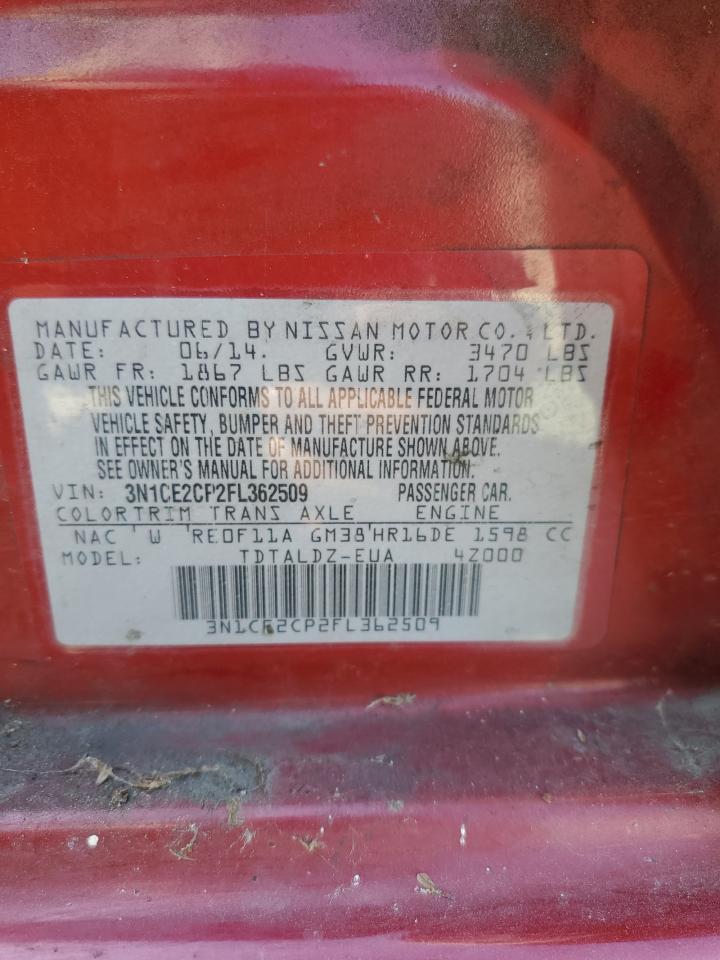 MANUFACTURED BY NISSAN MOTOR CO., LTD.
DATE: 06/14. GVWR: 3470 LBS
GAWR FR: 1867 LBS GAWR RR: 1704 LBS
THIS VEHICLE CONFORMS TO ALL APPLICABLE FEDERAL MOTOR
VEHICLE SAFETY, BUMPER AND THEFT PREVENTION STANDARDS
IN EFFECT ON THE DATE OF MANUFACTURE SHOWN ABOVE.
SEE OWNER'S MANUAL FOR ADDITIONAL INFORMATION.
VIN: 3N1CE2CP2FL362509 PASSENGER CAR.
COLOR TRIM TRANS AXLE ENGINE
NAC W RE0F11A GM38 HR16DE 1598 CC
MODEL: TDTALDZ-EUA 4Z000
3N1CE2CP2FL362509